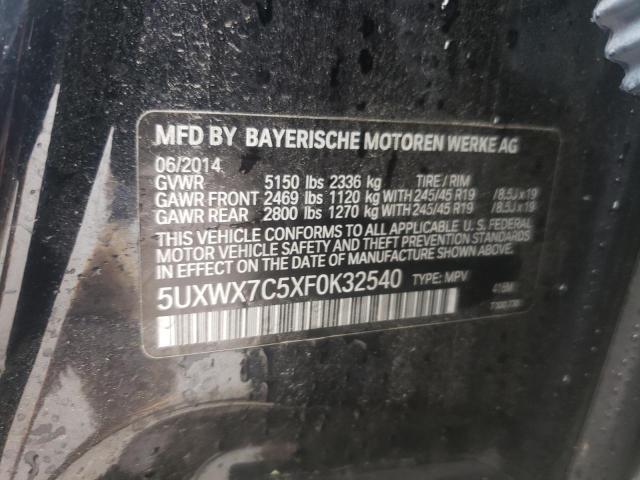 MFD BY BAYERISCHE MOTOREN WERKE AG
06/2014
GVWR 5150 lbs 2336 kg TIRE / RIM
GAWR FRONT 2469 lbs 1120 kg WITH 245/45 R19 /8.5J x 19
GAWR REAR 2800 lbs 1270 kg WITH 245/45 R19 /8.5J x 19
THIS VEHICLE CONFORMS TO ALL APPLICABLE U. S. FEDERAL
MOTOR VEHICLE SAFETY AND THEFT PREVENTION STANDARDS
IN EFFECT ON THE DATE OF MANUFACTURE SHOWN ABOVE.
5UXWX7C5XF0K32540 TYPE: MPV